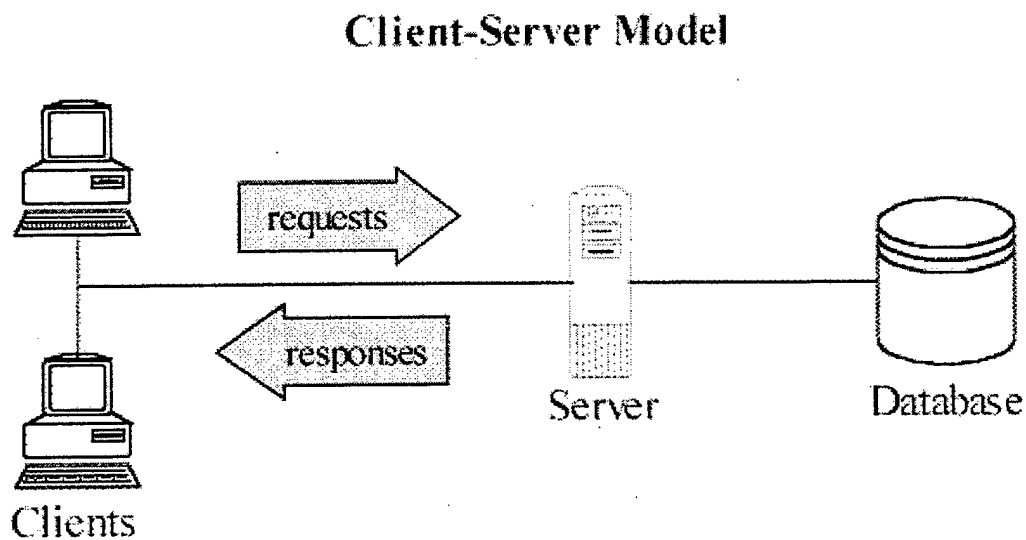 Client-Server Model
requests
responses
Server
Database
Clients